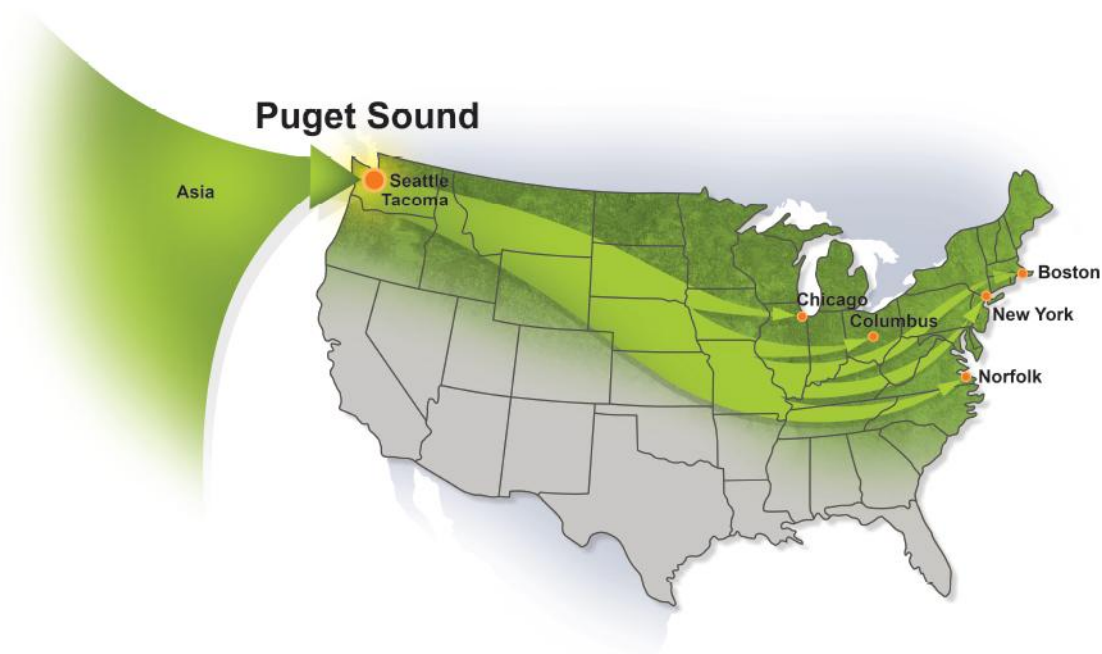 Puget Sound
Asia
Seattle
Tacoma
Boston
Chicago
New York
Columbus
Norfolk